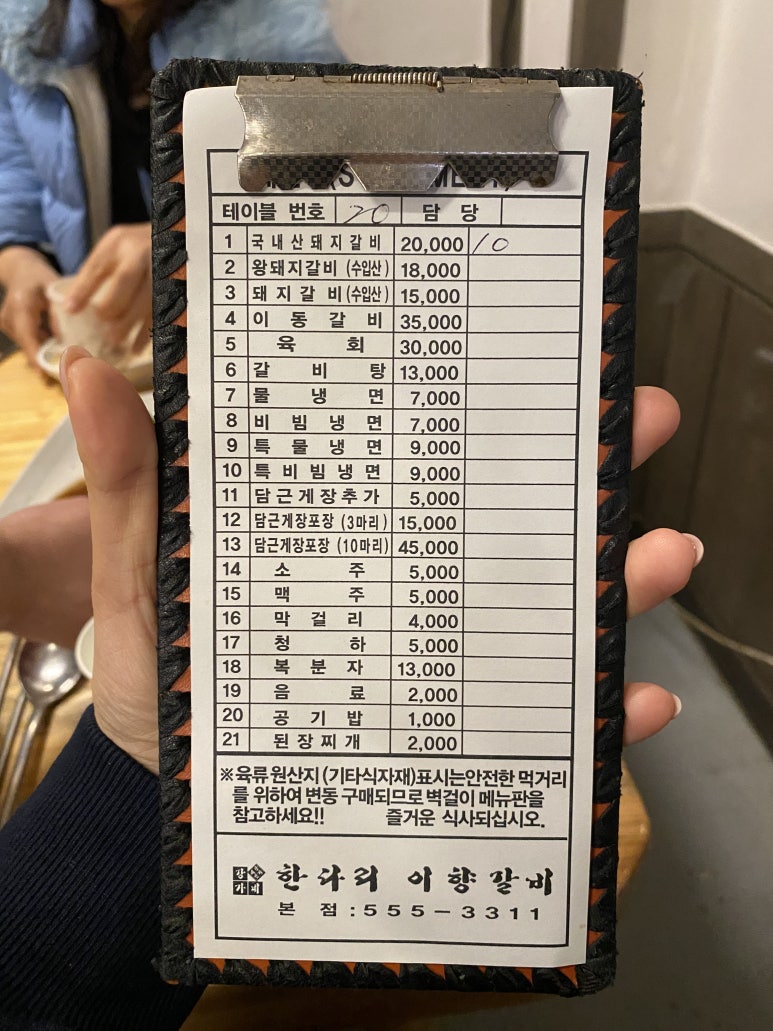 테이블 번호 20 담 당
1 국내산돼지갈비 20,000 10
2 왕돼지갈비 (수입산) 18,000
3 돼지갈비 (수입산) 15,000
4 이동갈비 35,000
5 육회 30,000
6 갈비탕 13,000
7 물냉면 7,000
8 비빔냉면 7,000
9 특물냉면 9,000
10 특비빔냉면 9,000
11 담근게장추가 5,000
12 담근게장포장 (3마리) 15,000
13 담근게장포장 (10마리) 45,000
14 소주 5,000
15 맥주 5,000
16 막걸리 4,000
17 청하 5,000
18 복분자 13,000
19 음료 2,000
20 공기밥 1,000
21 된장찌개 2,000
※육류 원산지 (기타식자재)표시는안전한 먹거리
를 위하여 변동 구매되므로 벽걸이 메뉴판을
참고하세요!! 즐거운 식사되십시오.
한다리 이향갈비
본 점 : 555-3311